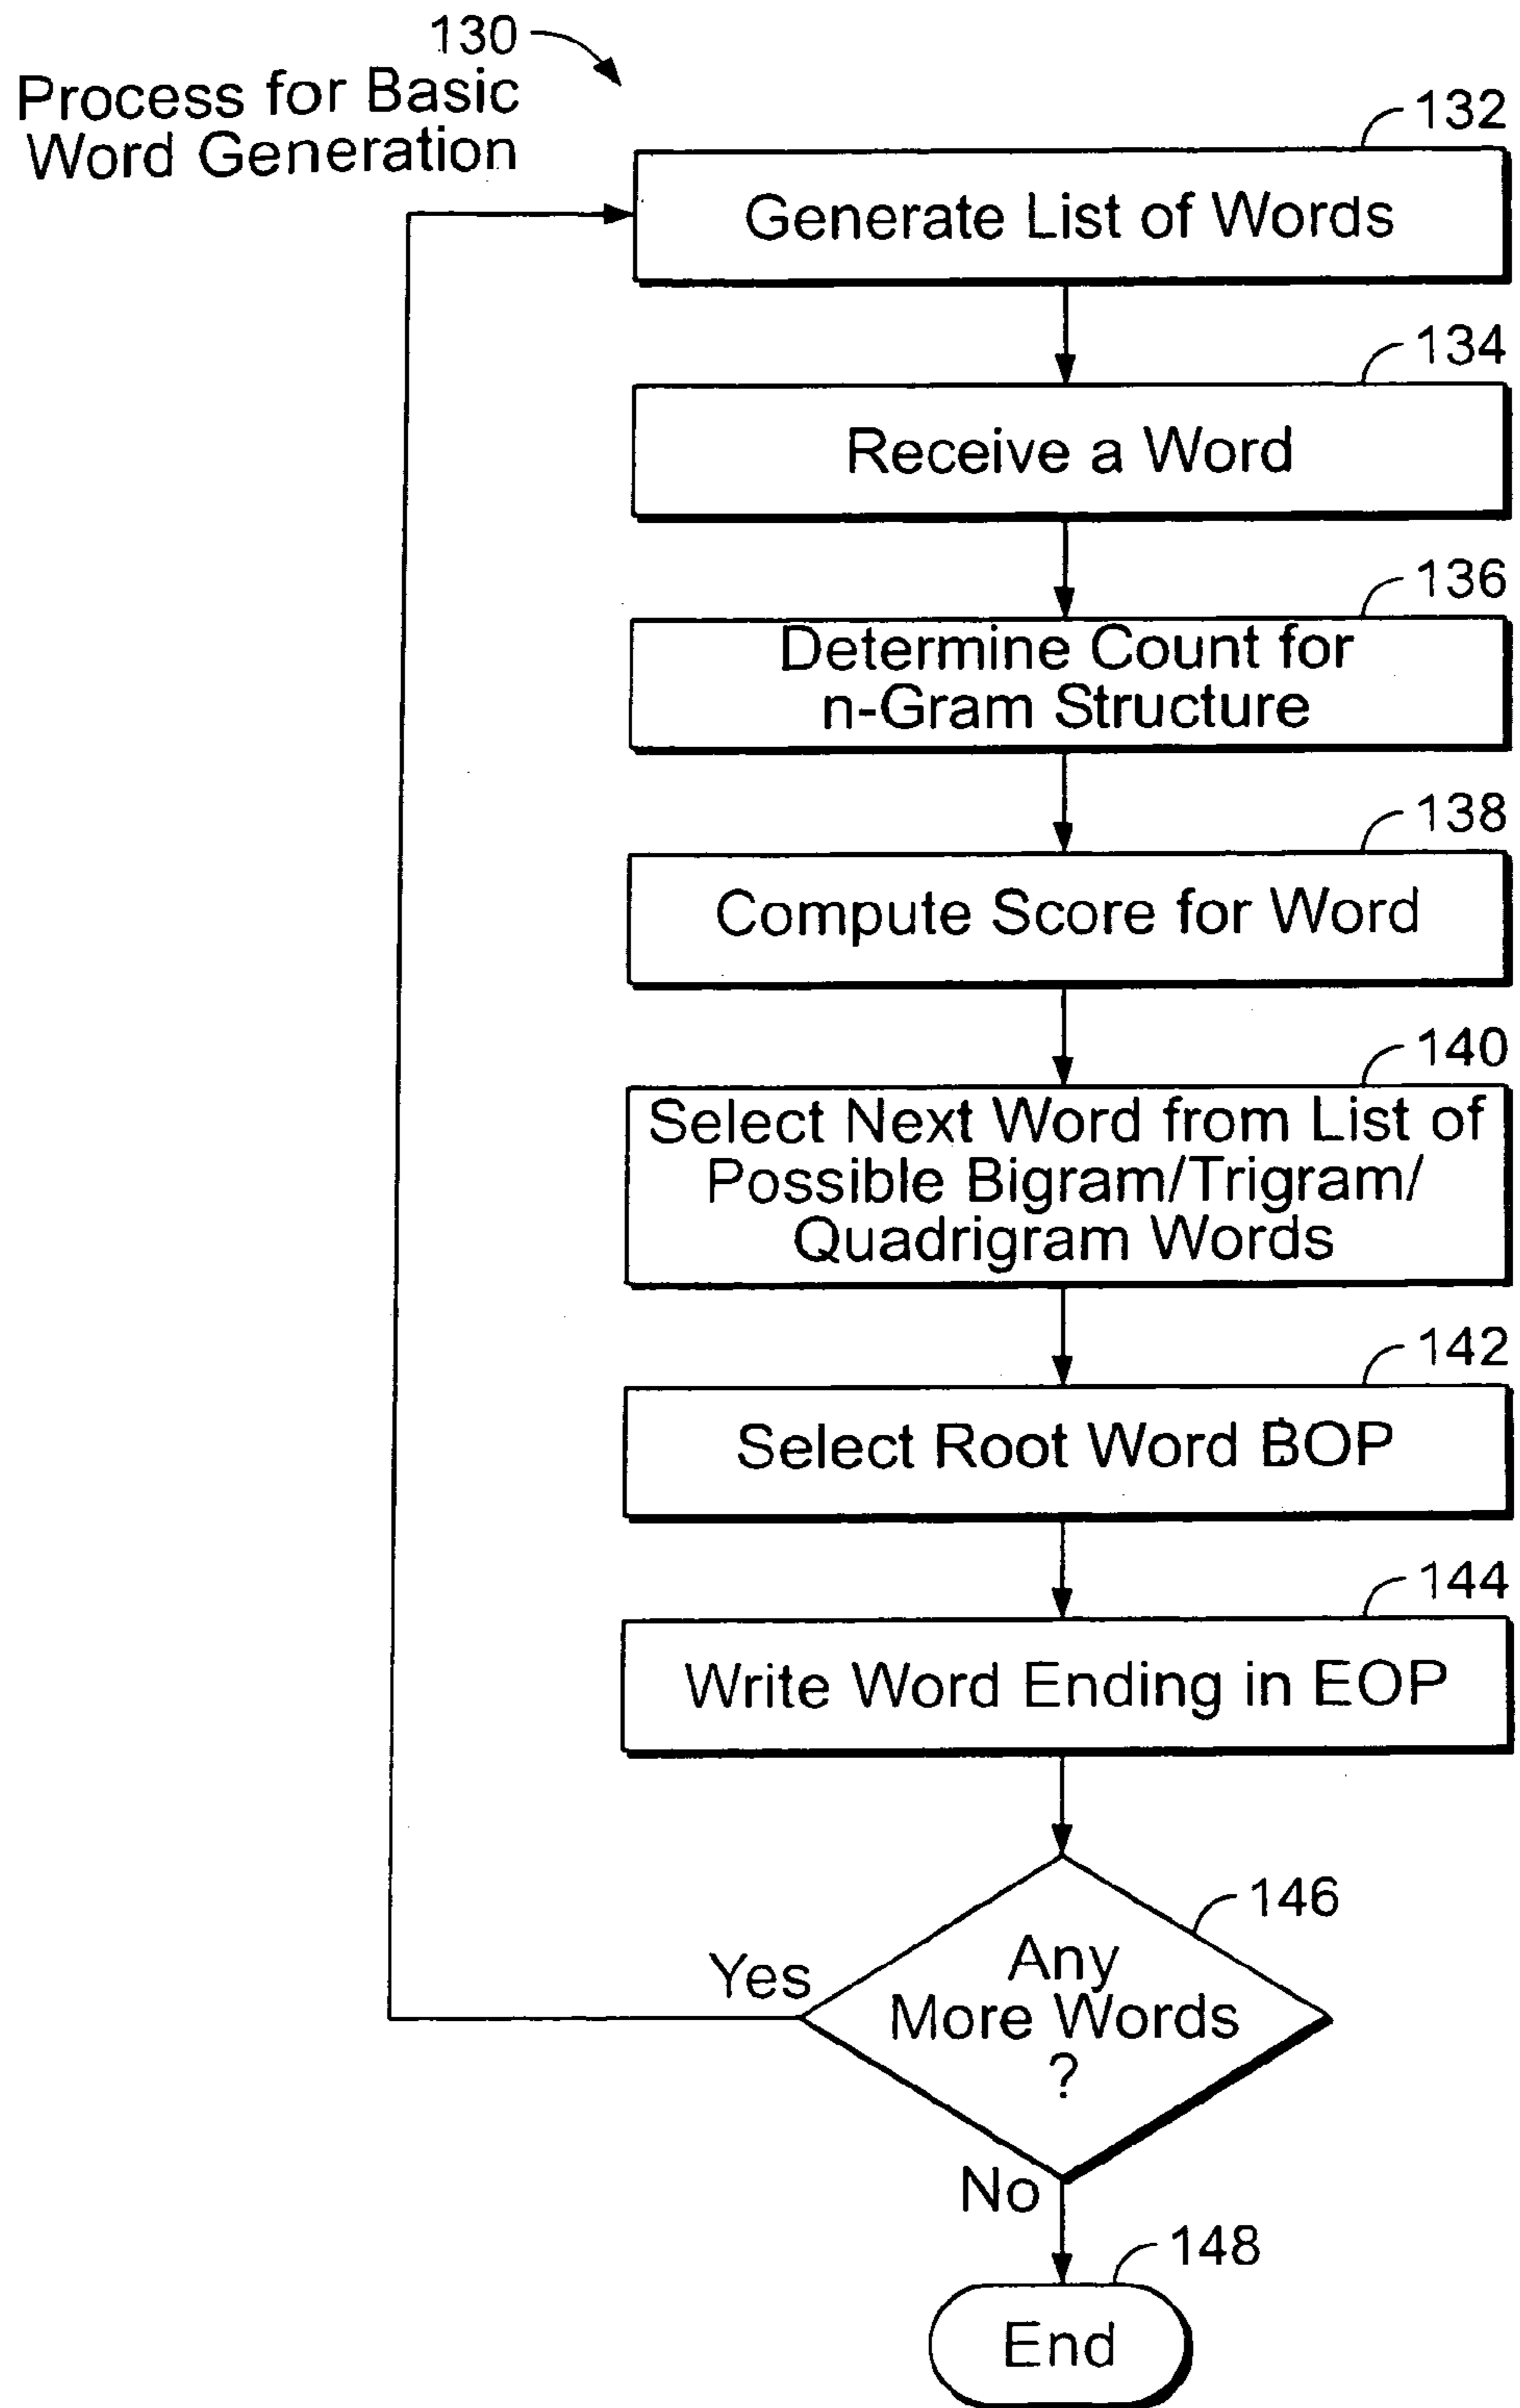 130
Process for Basic
Word Generation
132
Generate List of Words
134
Receive a Word
136
Determine Count for
n-Gram Structure
138
Compute Score for Word
140
Select Next Word from List of
Possible Bigram/Trigram/
Quadrigram Words
142
Select Root Word BOP
144
Write Word Ending in EOP
146
Any
More Words
?
Yes
No
148
End